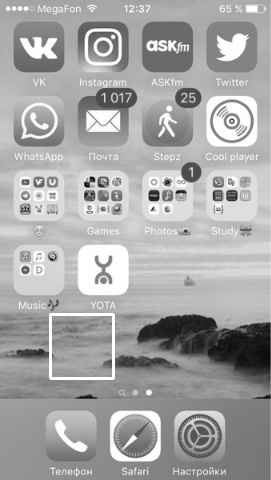 MegaFon 12:37 65 %
ASKfm
VK Instagram ASKfm Twitter
1 017 25
WhatsApp Почта Stepz Cool player
1
Games Photos Study
Music YOTA
Телефон Safari Настройки